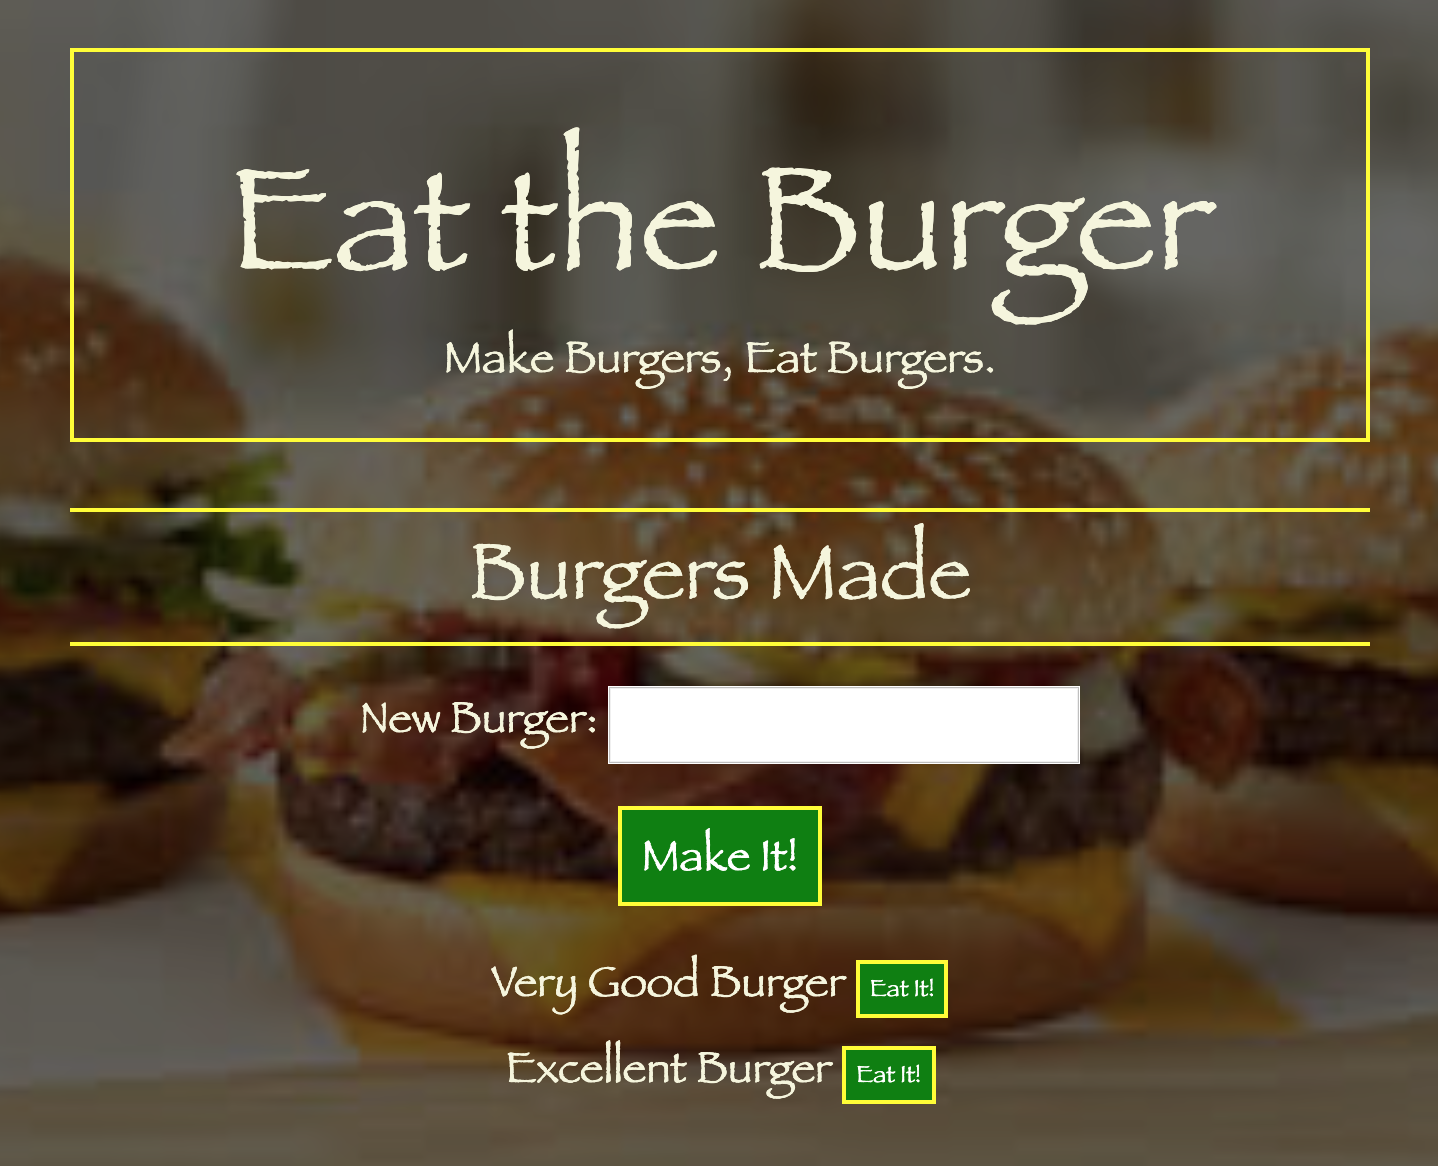 Eat the Burger
Make Burgers, Eat Burgers.
Burgers Made
New Burger:
Make It!
Very Good Burger Eat It!
Excellent Burger Eat It!